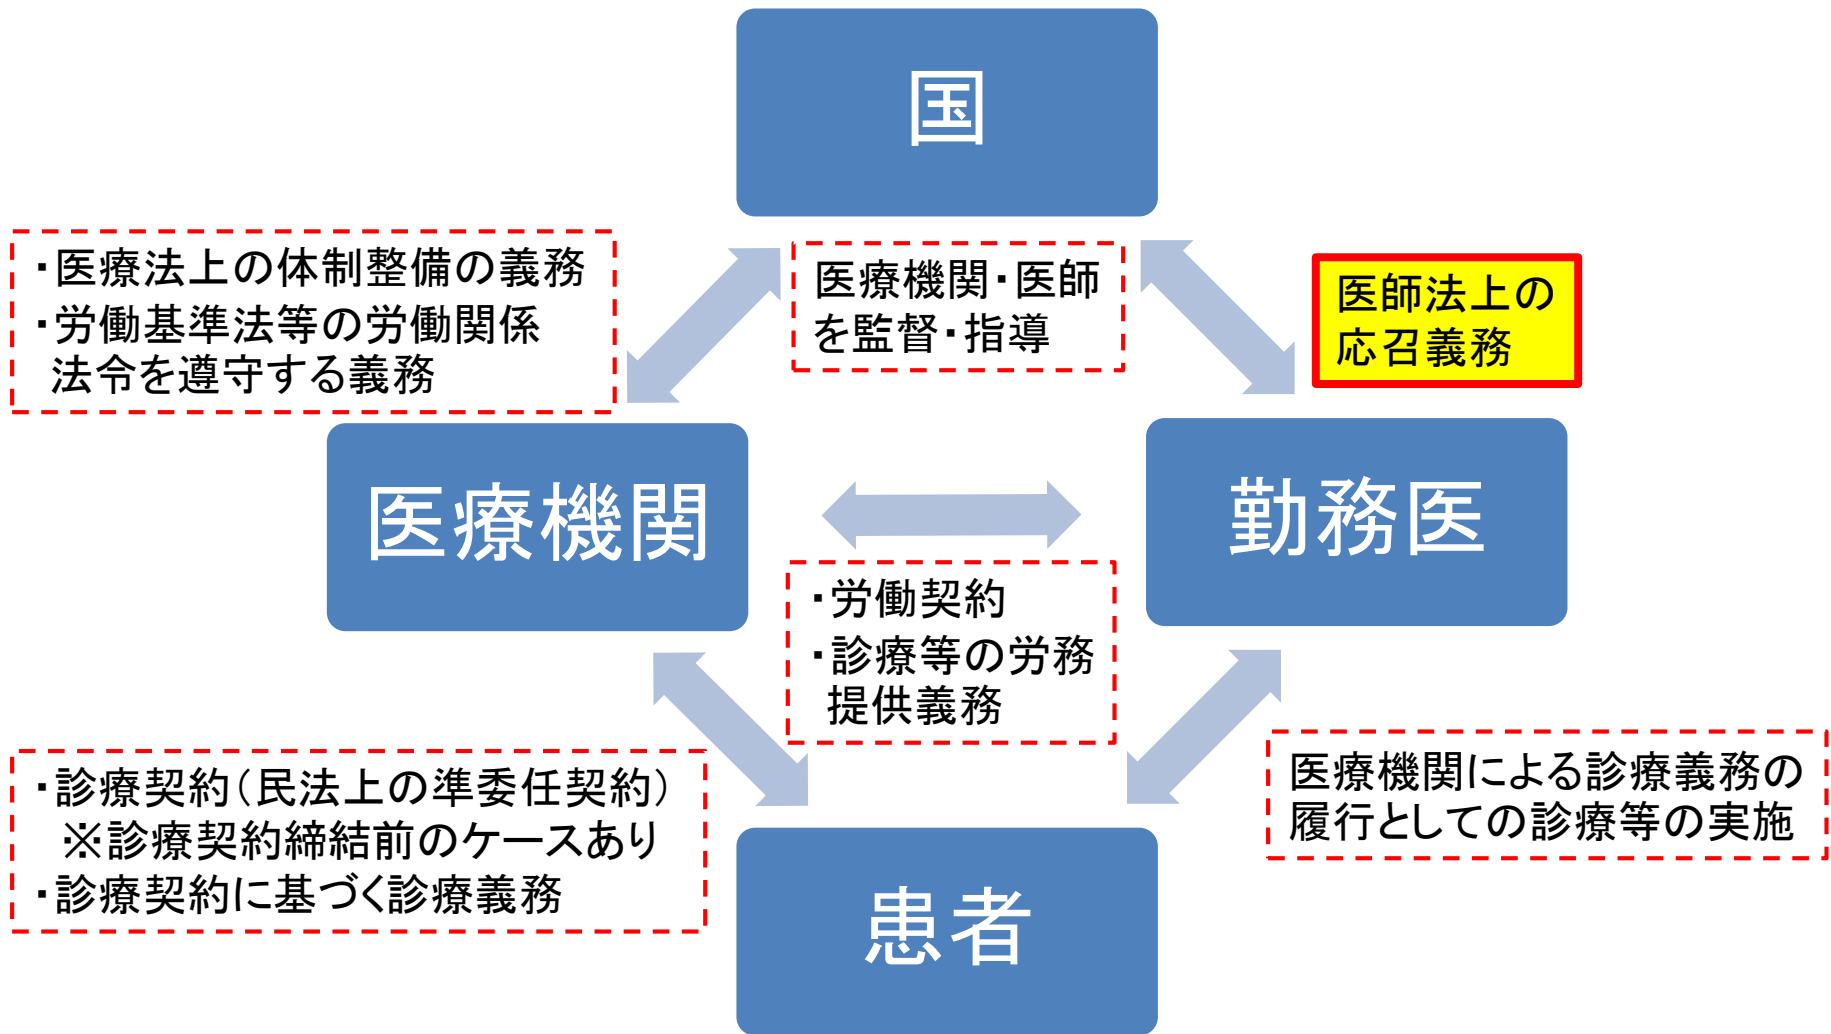 国
・医療法上の体制整備の義務
・労働基準法等の労働関係
法令を遵守する義務
医療機関・医師
を監督・指導
医師法上の
応召義務
医療機関
勤務医
・労働契約
・診療等の労務
提供義務
・診療契約(民法上の準委任契約)
※診療契約締結前のケースあり
・診療契約に基づく診療義務
医療機関による診療義務の
履行としての診療等の実施
患者